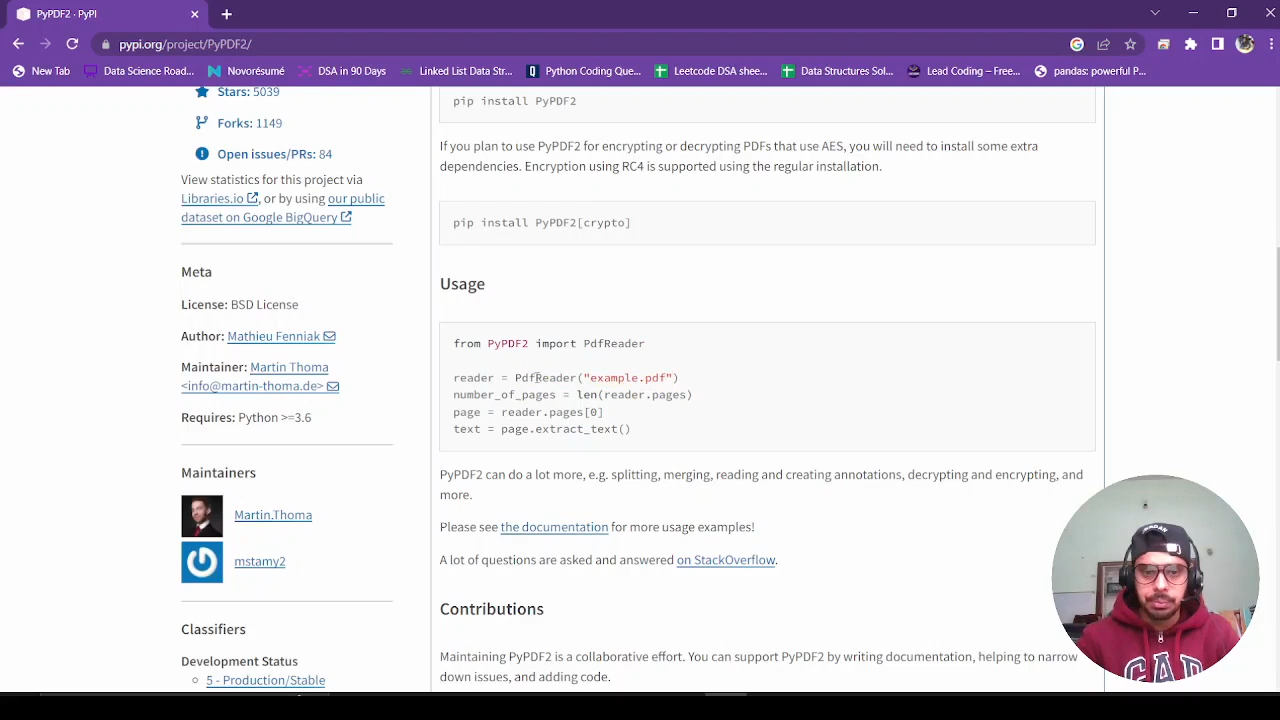 PyPDF2 · PyPI
pypi.org/project/PyPDF2/
New Tab
Data Science Road...
Novorésumé
DSA in 90 Days
Linked List Data Str...
Python Coding Que...
Leetcode DSA shee...
Data Structures Sol...
Lead Coding – Free...
pandas: powerful P...
Stars: 5039
Forks: 1149
Open issues/PRs: 84
View statistics for this project via
Libraries.io, or by using our public
dataset on Google BigQuery
Meta
License: BSD License
Author: Mathieu Fenniak
Maintainer: Martin Thoma
<info@martin-thoma.de>
Requires: Python >=3.6
Maintainers
Martin.Thoma
mstamy2
Classifiers
Development Status
5 - Production/Stable
pip install PyPDF2
If you plan to use PyPDF2 for encrypting or decrypting PDFs that use AES, you will need to install some extra
dependencies. Encryption using RC4 is supported using the regular installation.
pip install PyPDF2[crypto]
Usage
from PyPDF2 import PdfReader
reader = PdfReader("example.pdf")
number_of_pages = len(reader.pages)
page = reader.pages[0]
text = page.extract_text()
PyPDF2 can do a lot more, e.g. splitting, merging, reading and creating annotations, decrypting and encrypting, and
more.
Please see the documentation for more usage examples!
A lot of questions are asked and answered on StackOverflow.
Contributions
Maintaining PyPDF2 is a collaborative effort. You can support PyPDF2 by writing documentation, helping to narrow
down issues, and adding code.